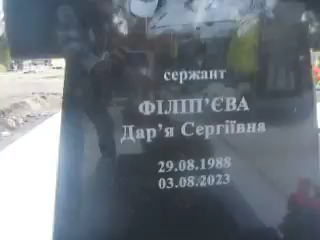 сержант
ФІЛІП'ЄВА
Дар'я Сергіївна
29.08.1988
03.08.2023